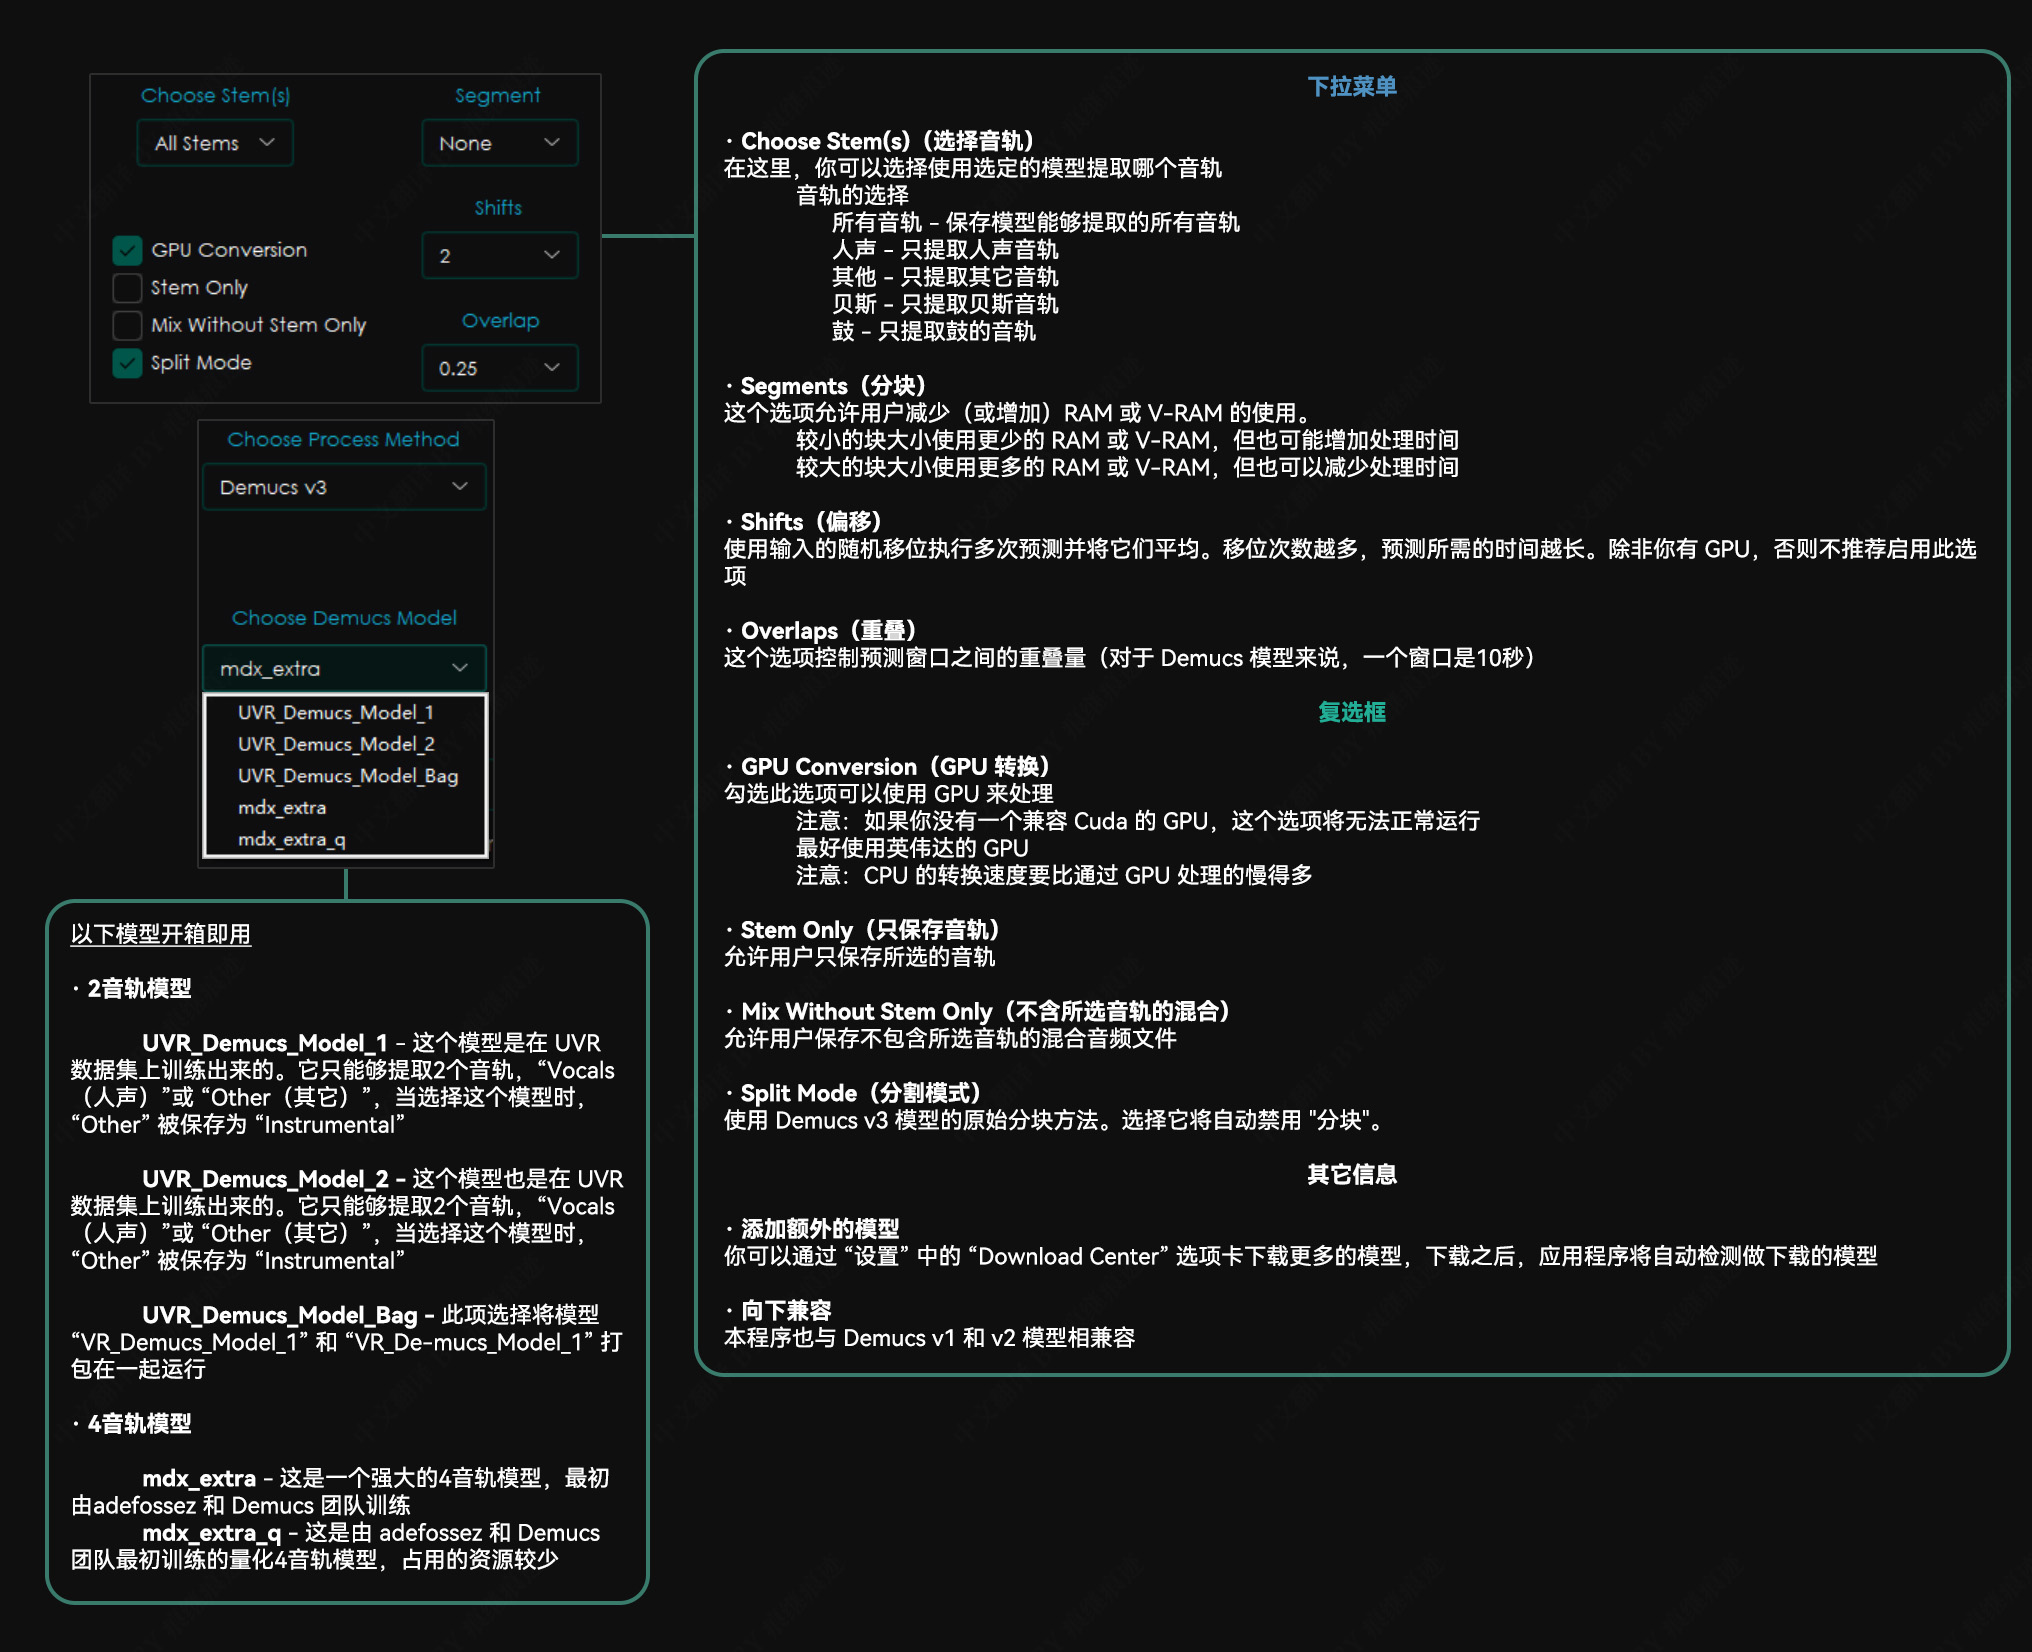 Choose Stem(s)
Segment
All Stems
None
Shifts
GPU Conversion
2
Stem Only
Mix Without Stem Only
Overlap
Split Mode
0.25
Choose Process Method
Demucs v3
Choose Demucs Model
mdx_extra
UVR_Demucs_Model_1
UVR_Demucs_Model_2
UVR_Demucs_Model_Bag
mdx_extra
mdx_extra_q
以下模型开箱即用
· 2音轨模型
UVR_Demucs_Model_1 - 这个模型是在 UVR
数据集上训练出来的。它只能够提取2个音轨，“Vocals
（人声）”或 “Other（其它）”，当选择这个模型时，
“Other” 被保存为 “Instrumental”
UVR_Demucs_Model_2 - 这个模型也是在 UVR
数据集上训练出来的。它只能够提取2个音轨，“Vocals
（人声）”或 “Other（其它）”，当选择这个模型时，
“Other” 被保存为 “Instrumental”
UVR_Demucs_Model_Bag - 此项选择将模型
“VR_Demucs_Model_1” 和 “VR_De-mucs_Model_1” 打
包在一起运行
· 4音轨模型
mdx_extra - 这是一个强大的4音轨模型，最初
由adefossez 和 Demucs 团队训练
mdx_extra_q - 这是由 adefossez 和 Demucs
团队最初训练的量化4音轨模型，占用的资源较少
下拉菜单
· Choose Stem(s)（选择音轨）
在这里，你可以选择使用选定的模型提取哪个音轨
音轨的选择
所有音轨 - 保存模型能够提取的所有音轨
人声 - 只提取人声音轨
其他 - 只提取其它音轨
贝斯 - 只提取贝斯音轨
鼓 - 只提取鼓的音轨
· Segments（分块）
这个选项允许用户减少（或增加）RAM 或 V-RAM 的使用。
较小的块大小使用更少的 RAM 或 V-RAM，但也可能增加处理时间
较大的块大小使用更多的 RAM 或 V-RAM，但也可以减少处理时间
· Shifts（偏移）
使用输入的随机移位执行多次预测并将它们平均。移位次数越多，预测所需的时间越长。除非你有 GPU，否则不推荐启用此选
项
· Overlaps（重叠）
这个选项控制预测窗口之间的重叠量（对于 Demucs 模型来说，一个窗口是10秒）
复选框
· GPU Conversion（GPU 转换）
勾选此选项可以使用 GPU 来处理
注意：如果你没有一个兼容 Cuda 的 GPU，这个选项将无法正常运行
最好使用英伟达的 GPU
注意：CPU 的转换速度要比通过 GPU 处理的慢得多
· Stem Only（只保存音轨）
允许用户只保存所选的音轨
· Mix Without Stem Only（不含所选音轨的混合）
允许用户保存不包含所选音轨的混合音频文件
· Split Mode（分割模式）
使用 Demucs v3 模型的原始分块方法。选择它将自动禁用 "分块"。
其它信息
· 添加额外的模型
你可以通过 “设置” 中的 “Download Center” 选项卡下载更多的模型，下载之后，应用程序将自动检测做下载的模型
· 向下兼容
本程序也与 Demucs v1 和 v2 模型相兼容